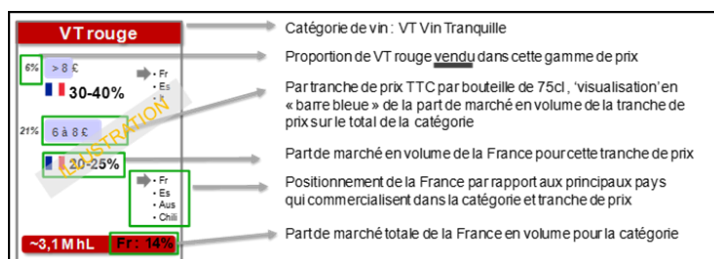 VT rouge
Catégorie de vin : VT Vin Tranquille
6%
> 8 £
Proportion de VT rouge vendu dans cette gamme de prix
• Fr
• Es
30-40%
Par tranche de prix TTC par bouteille de 75cl, 'visualisation' en
« barre bleue » de la part de marché en volume de la tranche de
prix sur le total de la catégorie
21%
6 à 8 £
ILLUSTRATION
20-25%
Part de marché en volume de la France pour cette tranche de prix
• Fr
• Es
• Aus
• Chili
Positionnement de la France par rapport aux principaux pays
qui commercialisent dans la catégorie et tranche de prix
~3,1 M hL
Fr : 14%
Part de marché totale de la France en volume pour la catégorie